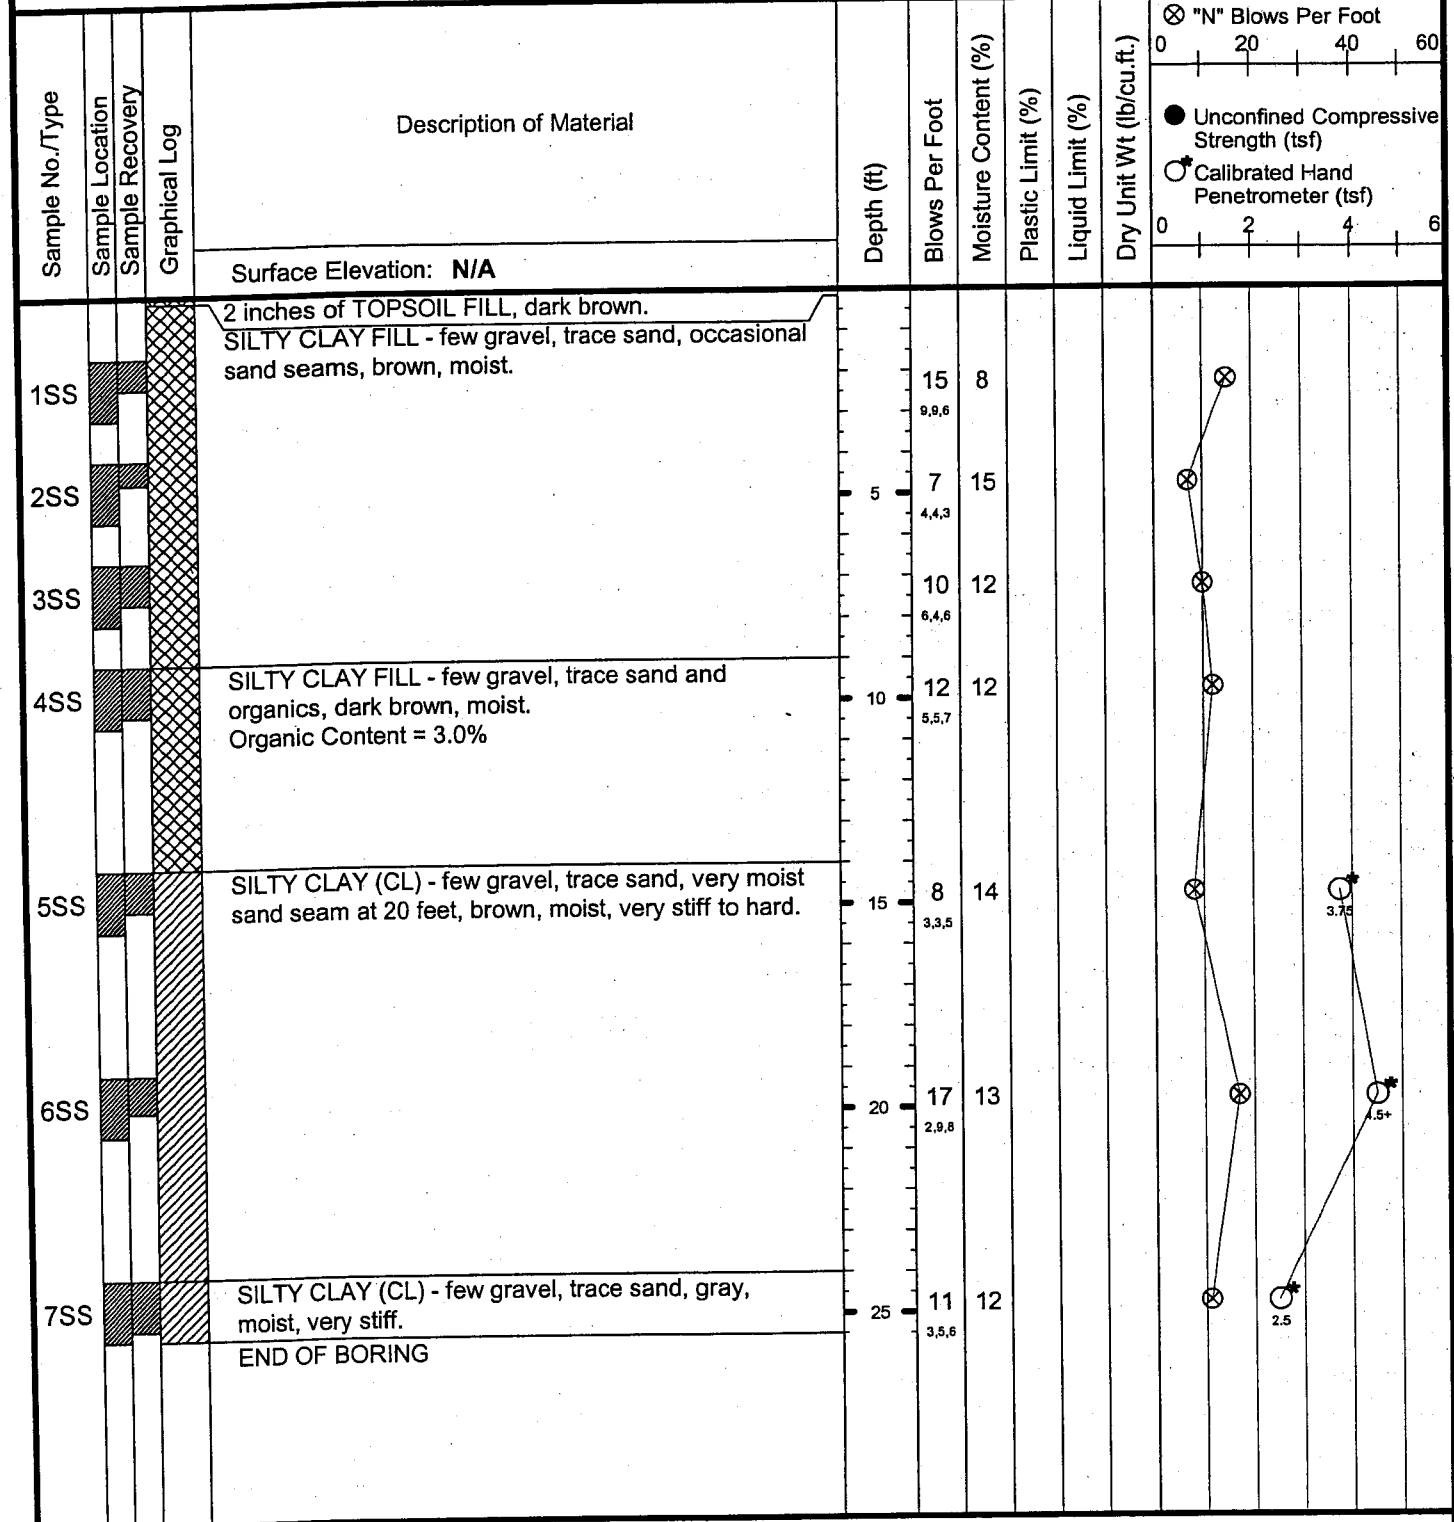 Sample No./Type
Sample Location
Sample Recovery
Graphical Log
Description of Material
Surface Elevation: N/A
Depth (ft)
Blows Per Foot
Moisture Content (%)
Plastic Limit (%)
Liquid Limit (%)
Dry Unit Wt (lb/cu.ft.)
"N" Blows Per Foot
0 20 40 60
Unconfined Compressive
Strength (tsf)
* Calibrated Hand
Penetrometer (tsf)
0 2 4 6
2 inches of TOPSOIL FILL, dark brown.
SILTY CLAY FILL - few gravel, trace sand, occasional
sand seams, brown, moist.
1SS
15 8
9,9,6
2SS
5
7 15
4,4,3
3SS
10 12
6,4,6
SILTY CLAY FILL - few gravel, trace sand and
organics, dark brown, moist.
Organic Content = 3.0%
4SS
10
12 12
5,5,7
SILTY CLAY (CL) - few gravel, trace sand, very moist
sand seam at 20 feet, brown, moist, very stiff to hard.
5SS
15
8 14
3,3,5
*
3.75
6SS
20
17 13
2,9,8
*
4.5+
SILTY CLAY (CL) - few gravel, trace sand, gray,
moist, very stiff.
7SS
25
11 12
3,5,6
*
2.5
END OF BORING